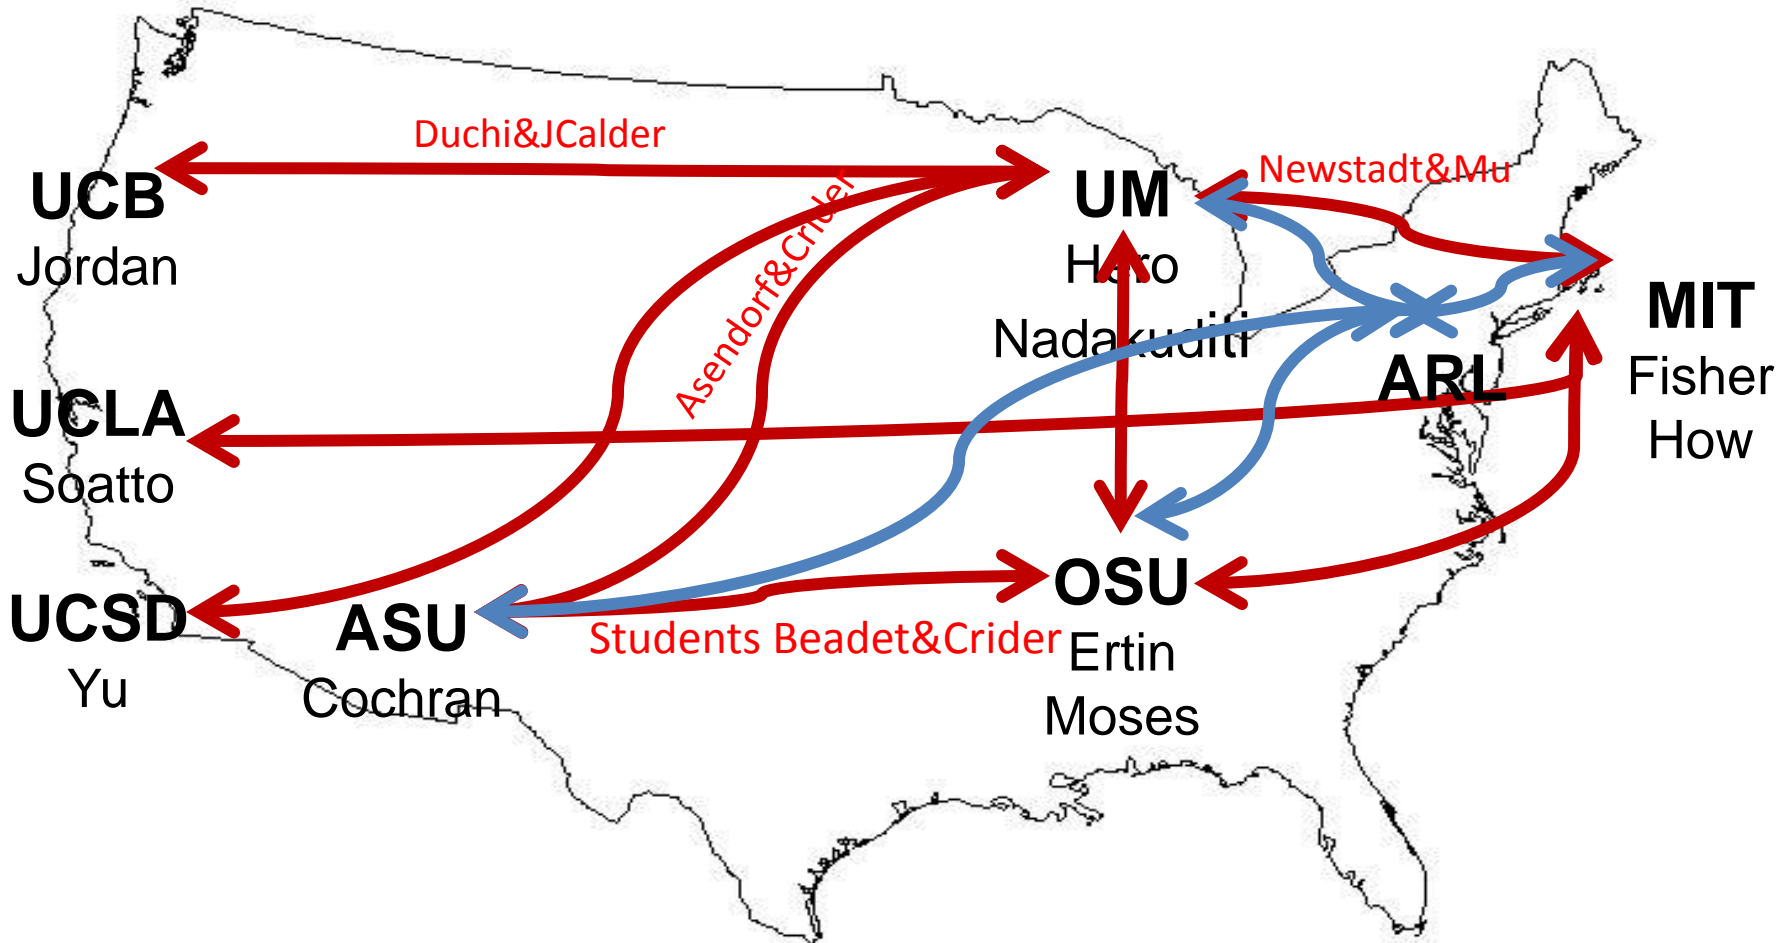 Duchi&JCalder
UCB
Jordan
Asendorf&Crider
UM
Hero
Nadakuditi
Newstadt&Mu
MIT
Fisher
How
ARL
UCLA
Soatto
UCSD
Yu
ASU
Cochran
Students Beadet&Crider
OSU
Ertin
Moses